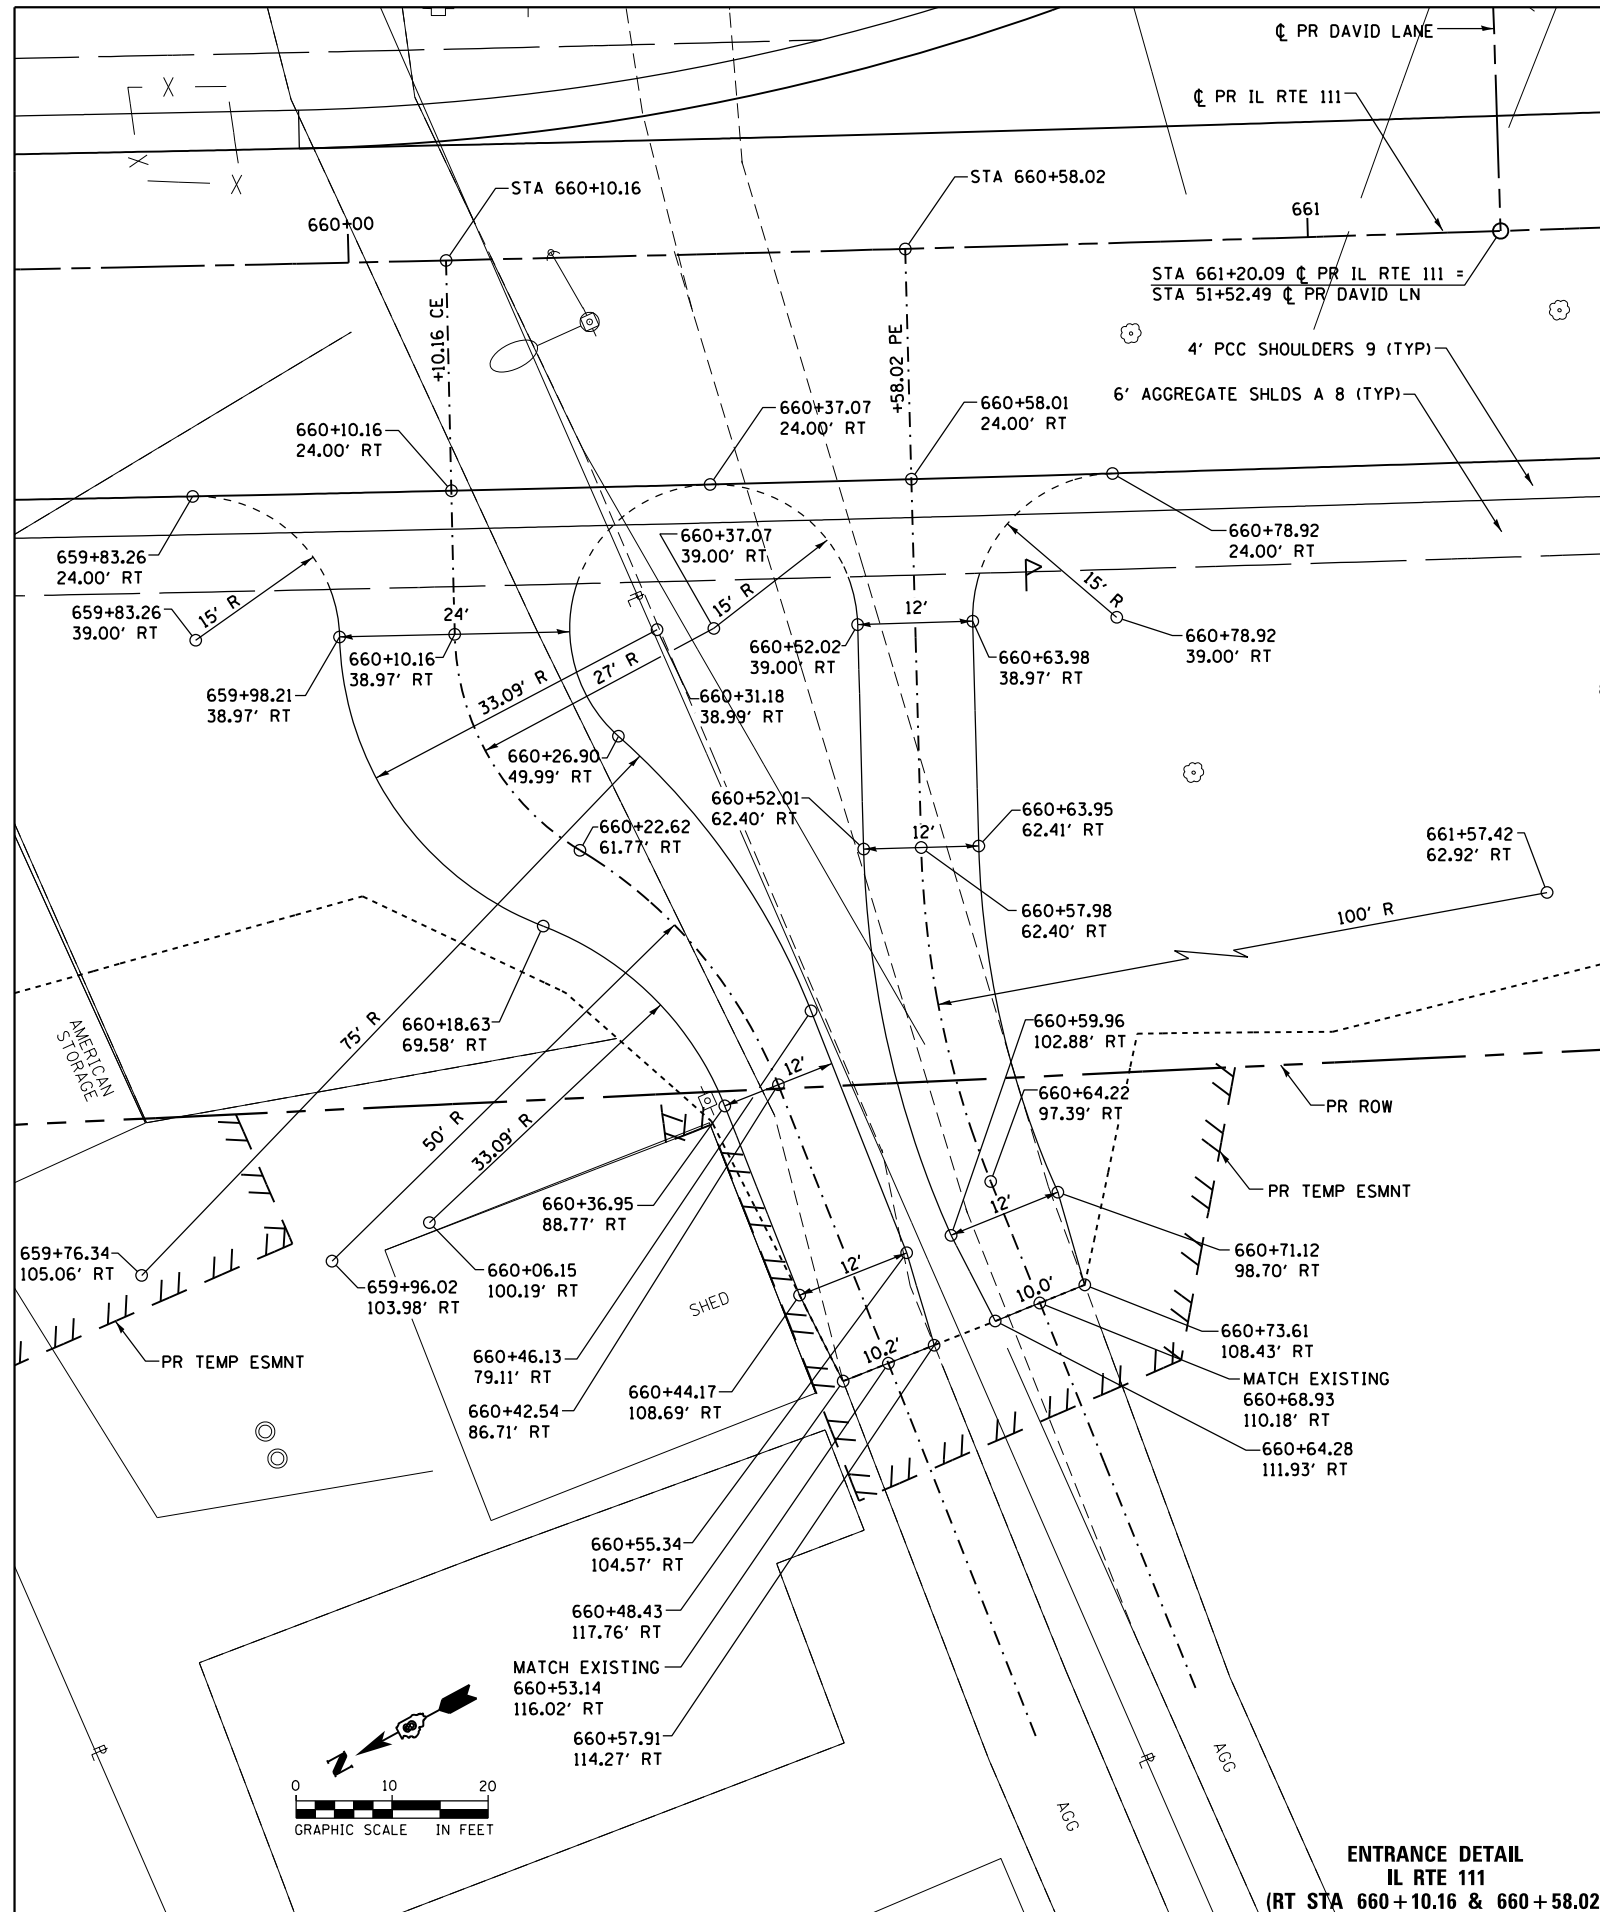 ℄ PR DAVID LANE
℄ PR IL RTE 111
STA 660+10.16
STA 660+58.02
660+00
661
STA 661+20.09 ℄ PR IL RTE 111 =
STA 51+52.49 ℄ PR DAVID LN
+10.16 CE
+58.02 PE
4' PCC SHOULDERS 9 (TYP)
6' AGGREGATE SHLDS A 8 (TYP)
660+37.07
24.00' RT
660+58.01
24.00' RT
660+10.16
24.00' RT
660+78.92
24.00' RT
659+83.26
24.00' RT
660+37.07
39.00' RT
659+83.26
39.00' RT
15' R
24'
15' R
12'
15' R
660+10.16
38.97' RT
660+52.02
39.00' RT
660+63.98
38.97' RT
660+78.92
39.00' RT
659+98.21
38.97' RT
33.09' R
27' R
660+31.18
38.99' RT
660+26.90
49.99' RT
660+52.01
62.40' RT
660+63.95
62.41' RT
660+22.62
61.77' RT
12'
661+57.42
62.92' RT
660+57.98
62.40' RT
100' R
AMERICAN
STORAGE
75' R
660+18.63
69.58' RT
660+59.96
102.88' RT
12'
660+64.22
97.39' RT
PR ROW
50' R
33.09' R
PR TEMP ESMNT
660+36.95
88.77' RT
12'
659+76.34
105.06' RT
659+96.02
103.98' RT
660+06.15
100.19' RT
12'
660+71.12
98.70' RT
SHED
10.0'
660+73.61
108.43' RT
PR TEMP ESMNT
660+46.13
79.11' RT
10.2'
MATCH EXISTING
660+68.93
110.18' RT
660+44.17
108.69' RT
660+42.54
86.71' RT
660+64.28
111.93' RT
660+55.34
104.57' RT
660+48.43
117.76' RT
MATCH EXISTING
660+53.14
116.02' RT
660+57.91
114.27' RT
N
0 10 20
GRAPHIC SCALE IN FEET
AGG
AGG
ENTRANCE DETAIL
IL RTE 111
(RT STA 660+10.16 & 660+58.02